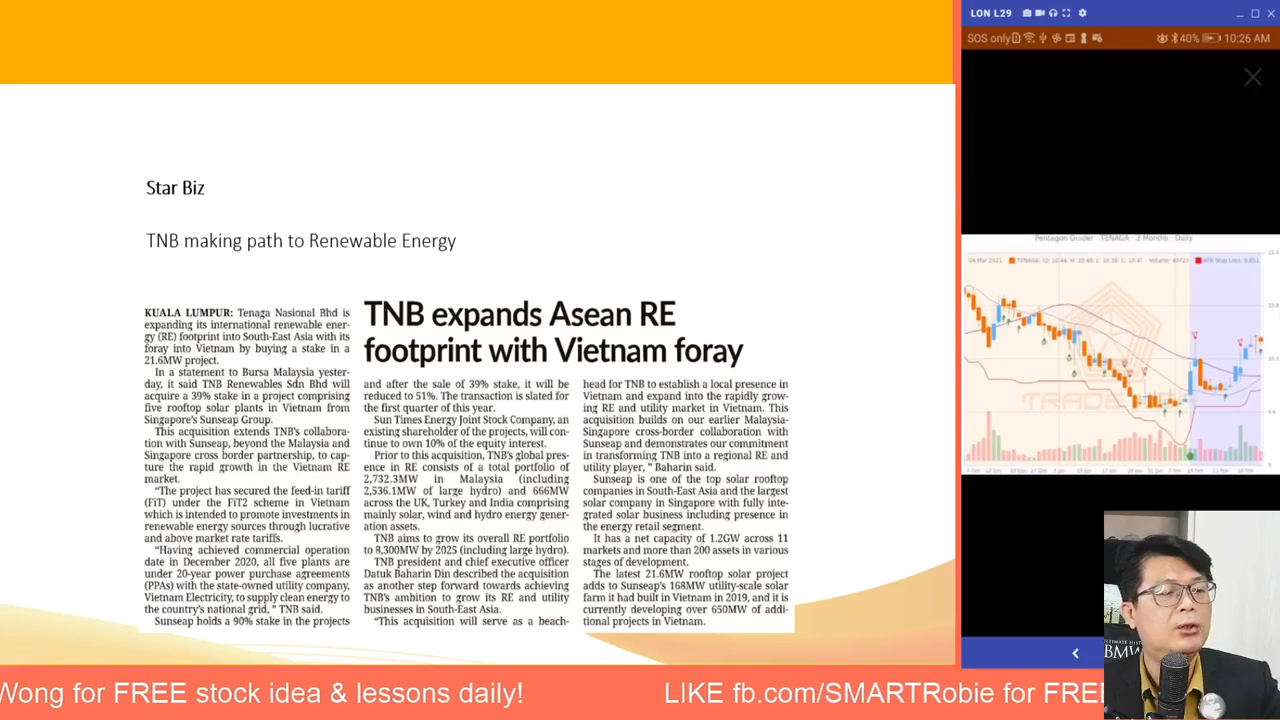 Star Biz
TNB making path to Renewable Energy
TNB expands Asean RE
footprint with Vietnam foray
KUALA LUMPUR: Tenaga Nasional Bhd is
expanding its international renewable ener-
gy (RE) footprint into South-East Asia with its
foray into Vietnam by buying a stake in a
21.6MW project.
In a statement to Bursa Malaysia yester-
day, it said TNB Renewables Sdn Bhd will
acquire a 39% stake in a project comprising
five rooftop solar plants in Vietnam from
Singapore's Sunseap Group.
This acquisition extends TNB's collabora-
tion with Sunseap, beyond the Malaysia and
Singapore cross border partnership, to cap-
ture the rapid growth in the Vietnam RE
market.
"The project has secured the feed-in tariff
(FiT) under the FiT2 scheme in Vietnam
which is intended to promote investments in
renewable energy sources through lucrative
and above market rate tariffs.
"Having achieved commercial operation
date in December 2020, all five plants are
under 20-year power purchase agreements
(PPAs) with the state-owned utility company,
Vietnam Electricity, to supply clean energy to
the country's national grid," TNB said.
Sunseap holds a 90% stake in the projects
and after the sale of 39% stake, it will be
reduced to 51%. The transaction is slated for
the first quarter of this year.
Sun Times Energy Joint Stock Company, an
existing shareholder of the projects, will con-
tinue to own 10% of the equity interest.
Prior to this acquisition, TNB's global pres-
ence in RE consists of a total portfolio of
2,732.3MW in Malaysia (including
2,536.1MW of large hydro) and 666MW
across the UK, Turkey and India comprising
mainly solar, wind and hydro energy gener-
ation assets.
TNB aims to grow its overall RE portfolio
to 8,300MW by 2025 (including large hydro).
TNB president and chief executive officer
Datuk Baharin Din described the acquisition
as another step forward towards achieving
TNB's ambition to grow its RE and utility
businesses in South-East Asia.
"This acquisition will serve as a beach-
head for TNB to establish a local presence in
Vietnam and expand into the rapidly grow-
ing RE and utility market in Vietnam. This
acquisition builds on our earlier Malaysia-
Singapore cross-border collaboration with
Sunseap and demonstrates our commitment
in transforming TNB into a regional RE and
utility player," Baharin said.
Sunseap is one of the top solar rooftop
companies in South-East Asia and the largest
solar company in Singapore with fully inte-
grated solar business including presence in
the energy retail segment.
It has a net capacity of 1.2GW across 11
markets and more than 200 assets in various
stages of development.
The latest 21.6MW rooftop solar project
adds to Sunseap's 168MW utility-scale solar
farm it had built in Vietnam in 2019, and it is
currently developing over 650MW of addi-
tional projects in Vietnam.
LON L29
SOS only 40% 10:26 AM
Pentagon Guider - TENAGA - 3 Months - Daily
04 Mar 2021 TENAGA: Volume: ATR Stop Loss:
TRADE
BMW
Wong for FREE stock idea & lessons daily! LIKE fb.com/SMARTRobie for FREE